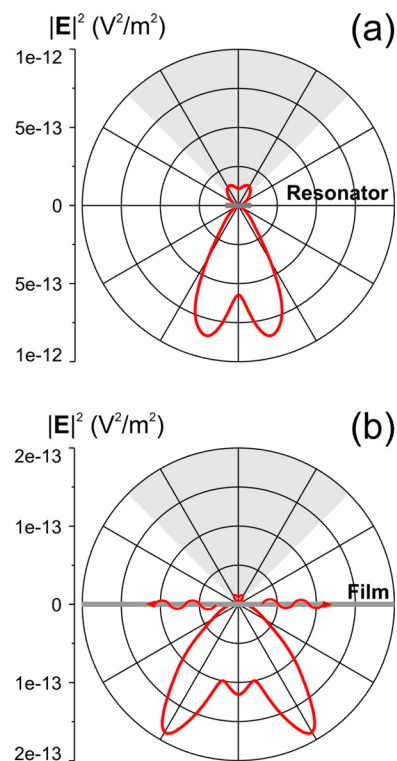 |E|² (V²/m²)
(a)
1e-12
5e-13
Resonator
0
5e-13
1e-12
|E|² (V²/m²)
(b)
2e-13
1e-13
Film
0
1e-13
2e-13